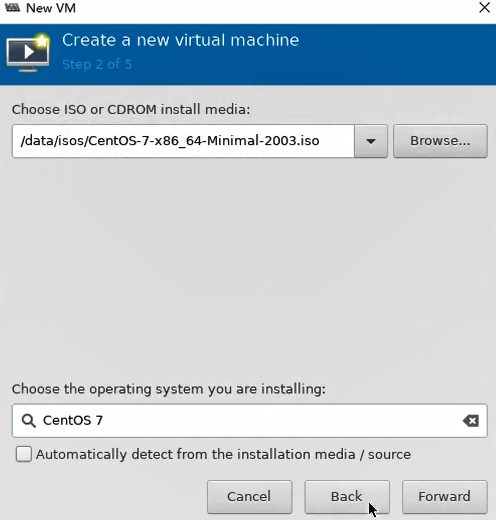 New VM
Create a new virtual machine
Step 2 of 5
Choose ISO or CDROM install media:
/data/isos/CentOS-7-x86_64-Minimal-2003.iso
Browse...
Choose the operating system you are installing:
CentOS 7
Automatically detect from the installation media / source
Cancel
Back
Forward